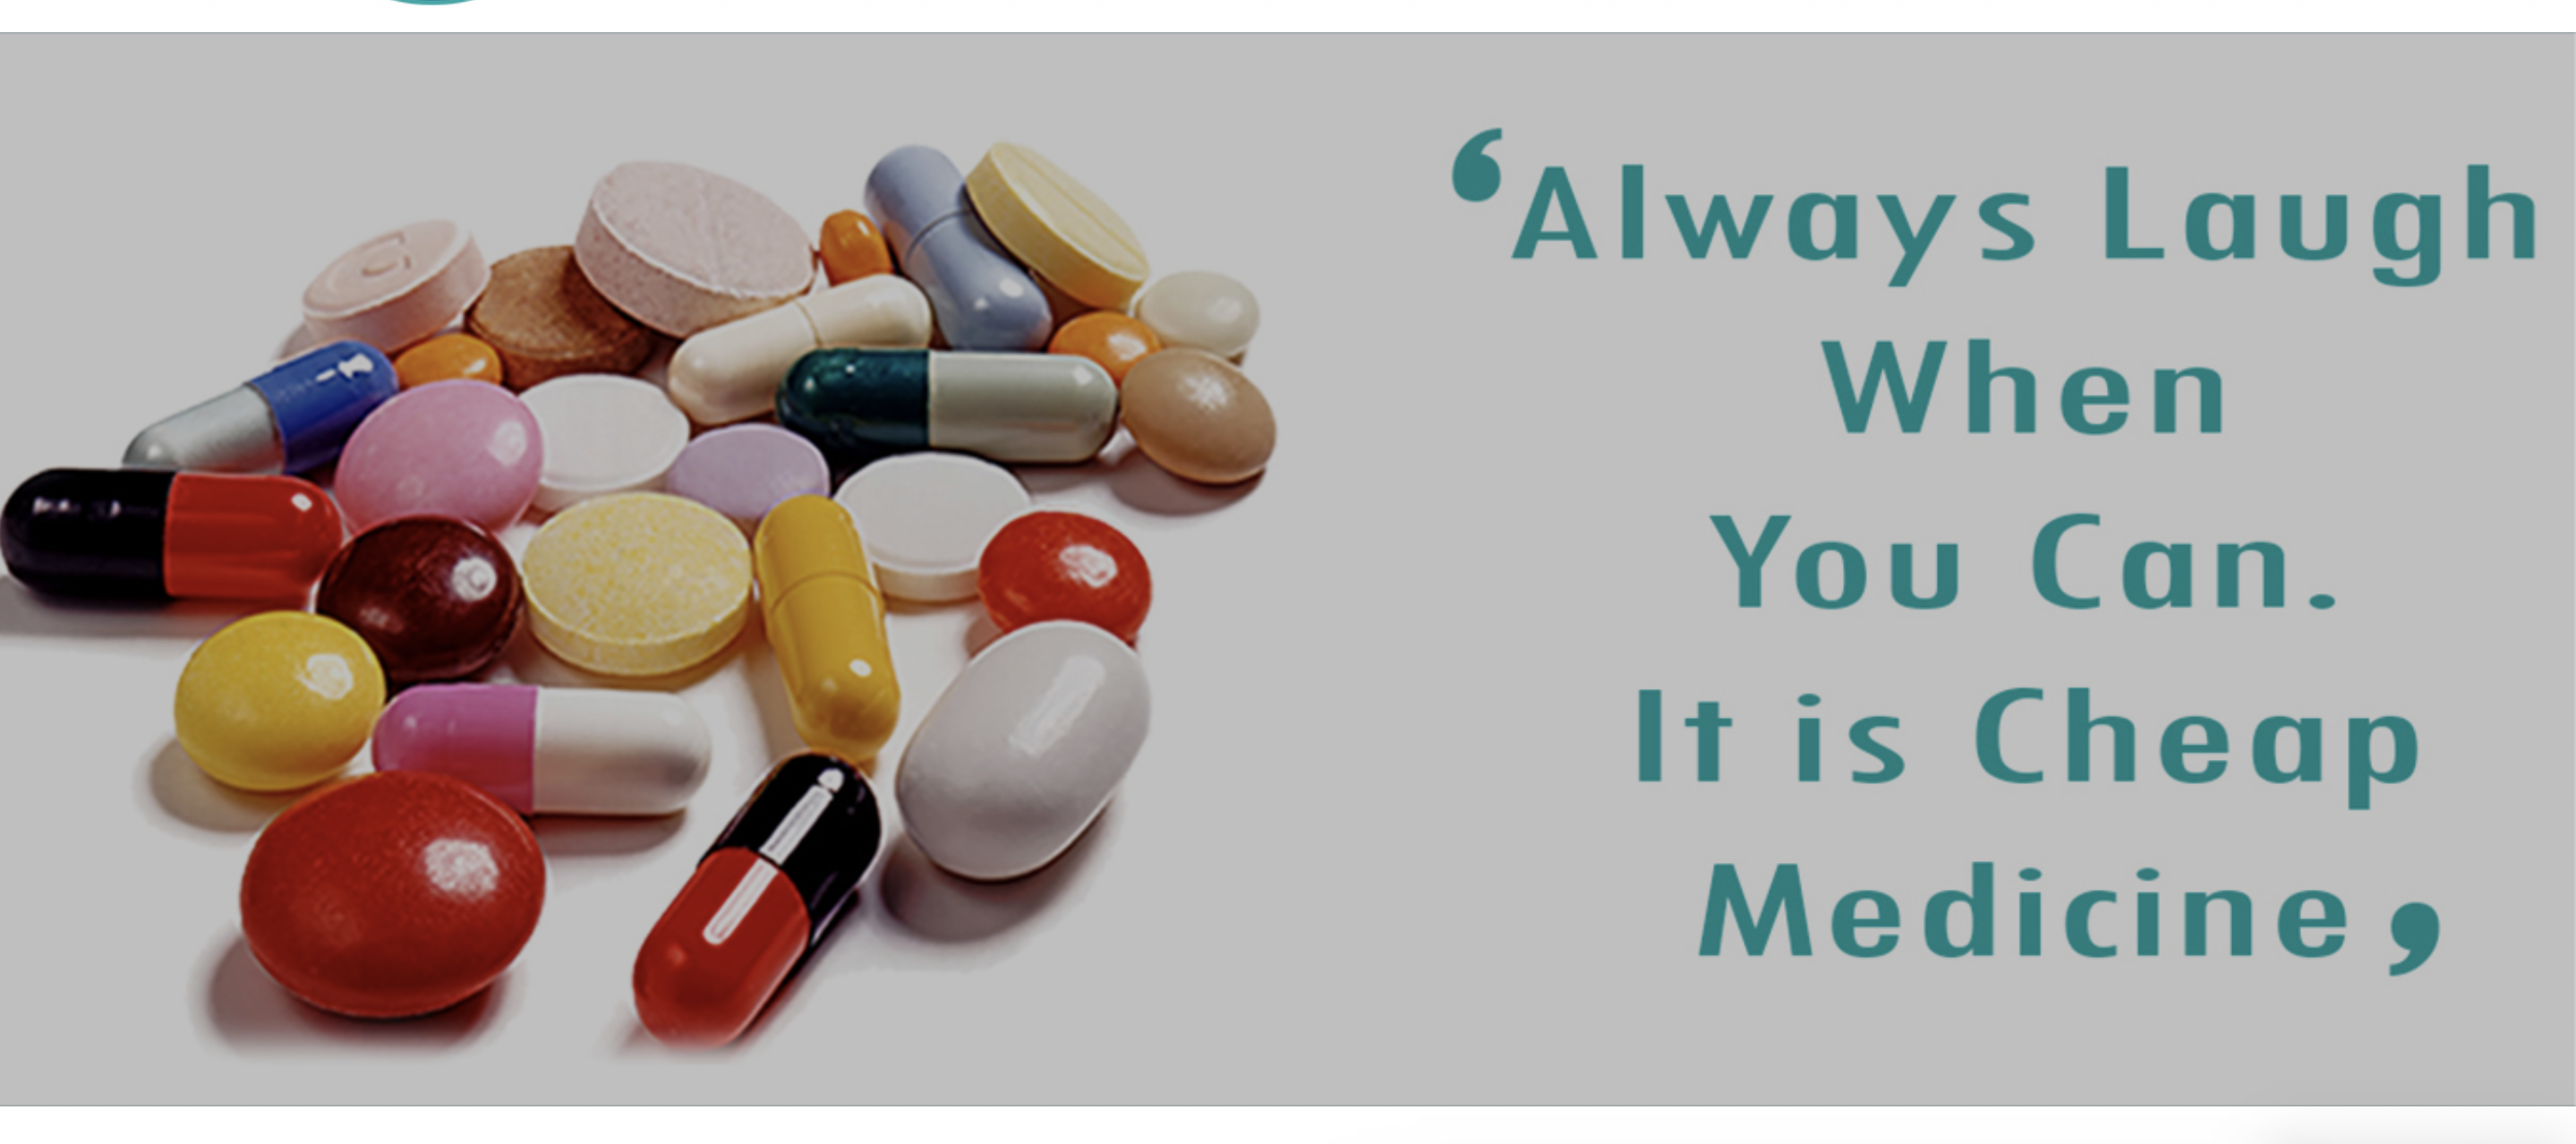 ‘Always Laugh
When
You Can.
It is Cheap
Medicine’